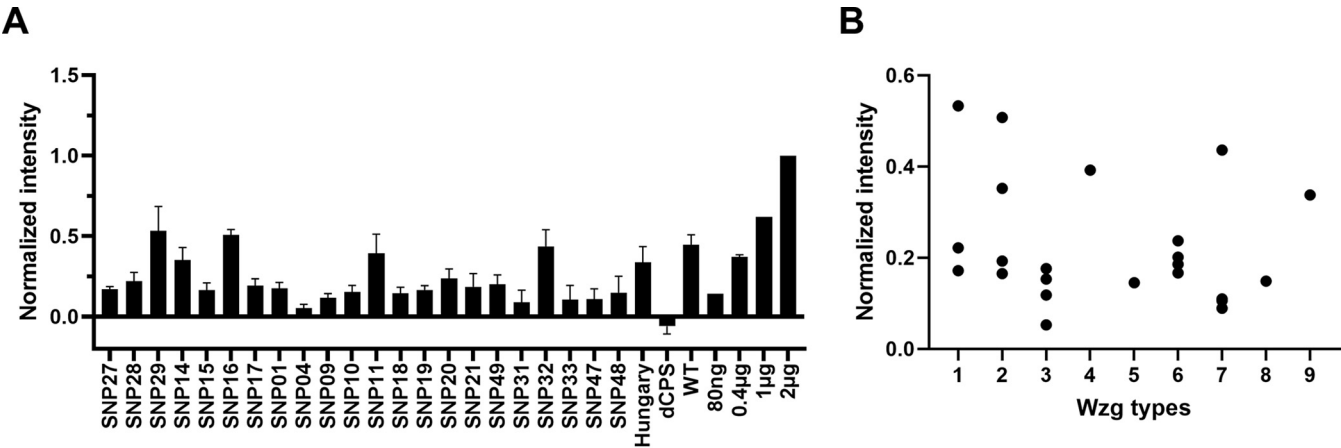 A
Normalized intensity
1.5
1.0
0.5
0.0
SNP27
SNP28
SNP29
SNP14
SNP15
SNP16
SNP17
SNP01
SNP04
SNP09
SNP10
SNP11
SNP18
SNP19
SNP20
SNP21
SNP49
SNP31
SNP32
SNP33
SNP47
SNP48
Hungary
dCPS
WT
80ng
0.4µg
1µg
2µg
B
Normalized intensity
0.6
0.4
0.2
0.0
1 2 3 4 5 6 7 8 9
Wzg types